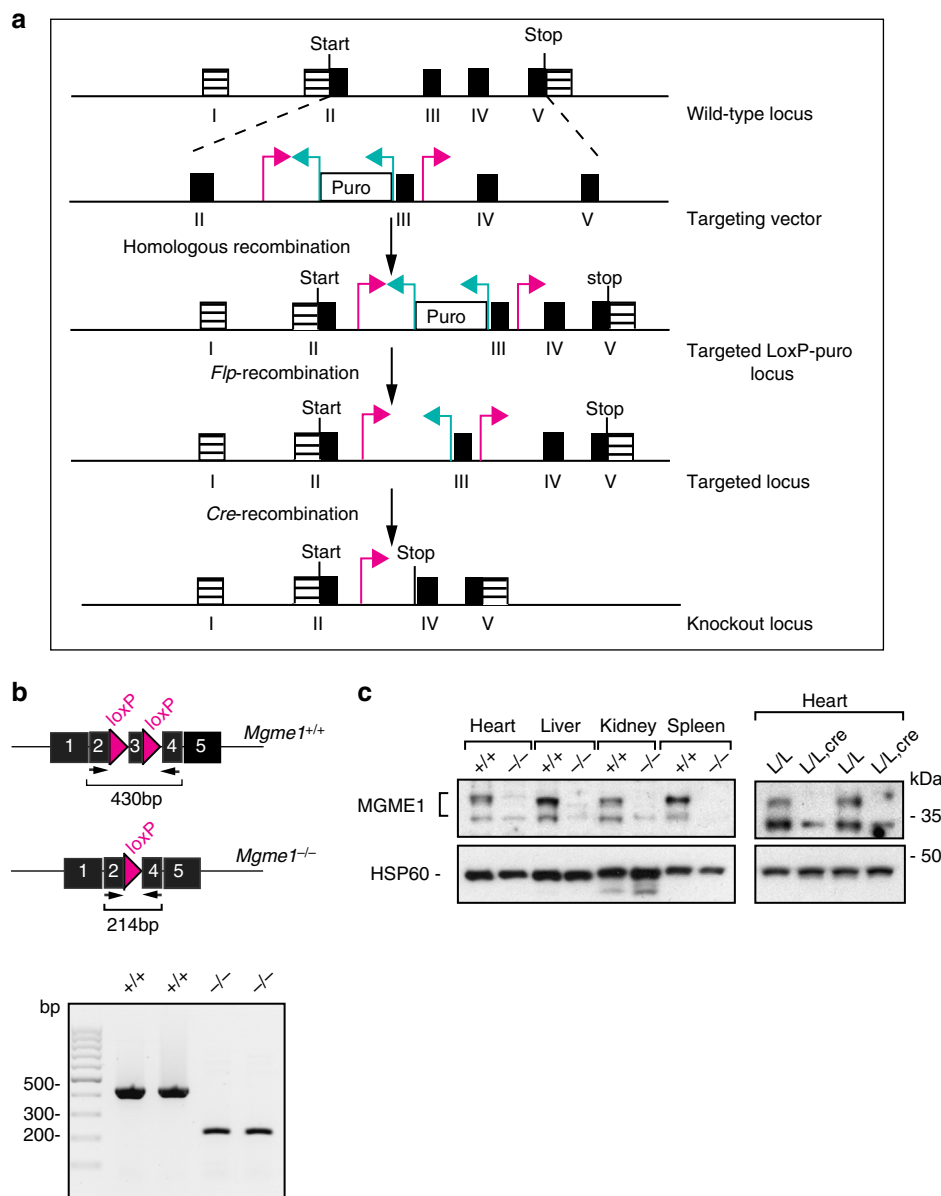 a
Start Stop
I II III IV V
Wild-type locus
Puro
II III IV V
Targeting vector
Homologous recombination
Start stop
Puro
I II III IV V
Targeted LoxP-puro
locus
Flp-recombination
Start Stop
I II III IV V
Targeted locus
Cre-recombination
Start Stop
I II IV V
Knockout locus
b
loxP loxP
1 2 3 4 5
Mgme1+/+
430bp
loxP
1 2 4 5
Mgme1–/–
214bp
+/+ +/+ –/– –/–
bp
500-
300-
200-
c
Heart Liver Kidney Spleen
+/+ –/– +/+ –/– +/+ –/– +/+ –/–
MGME1
HSP60 -
Heart
L/L L/L,cre L/L L/L,cre
kDa
- 35
- 50